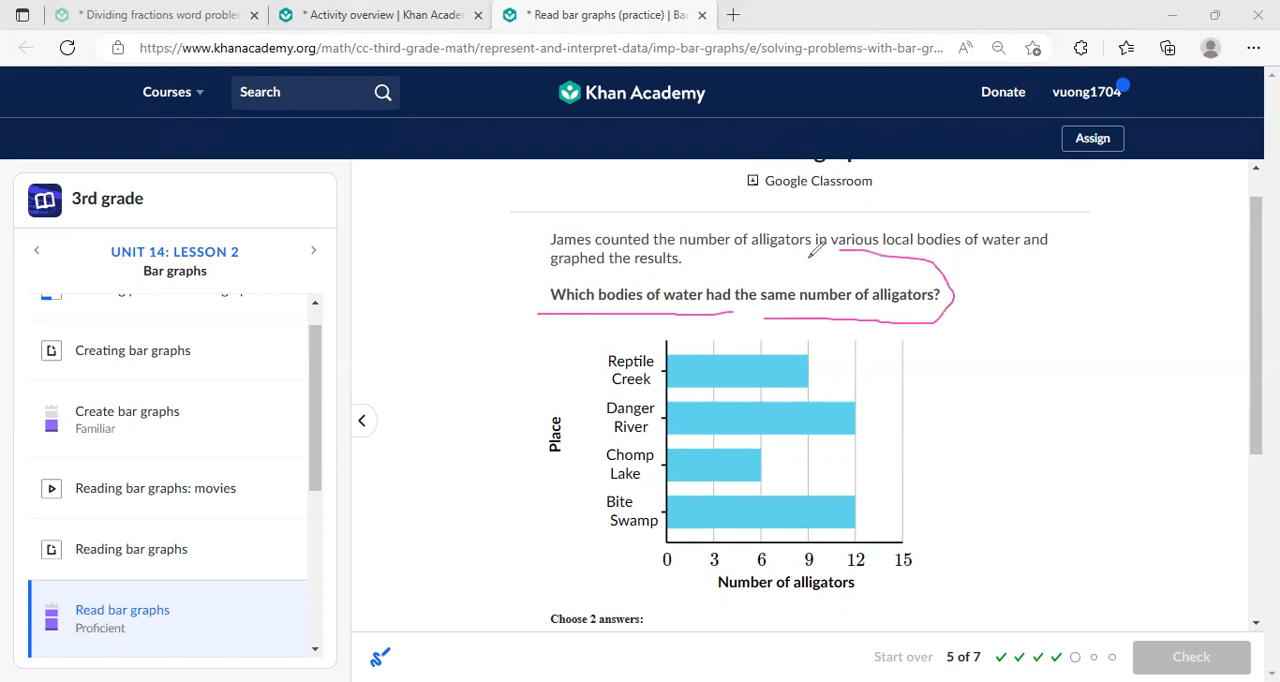 * Dividing fractions word proble
* Activity overview | Khan Acade
* Read bar graphs (practice) | Ba
https://www.khanacademy.org/math/cc-third-grade-math/represent-and-interpret-data/imp-bar-graphs/e/solving-problems-with-bar-gr...
Courses
Search
Khan Academy
Donate
vuong1704
Assign
3rd grade
UNIT 14: LESSON 2
Bar graphs
Creating bar graphs
Create bar graphs
Familiar
Reading bar graphs: movies
Reading bar graphs
Read bar graphs
Proficient
Google Classroom
James counted the number of alligators in various local bodies of water and
graphed the results.
Which bodies of water had the same number of alligators?
Place
Reptile
Creek
Danger
River
Chomp
Lake
Bite
Swamp
0 3 6 9 12 15
Number of alligators
Choose 2 answers:
Start over
5 of 7
Check